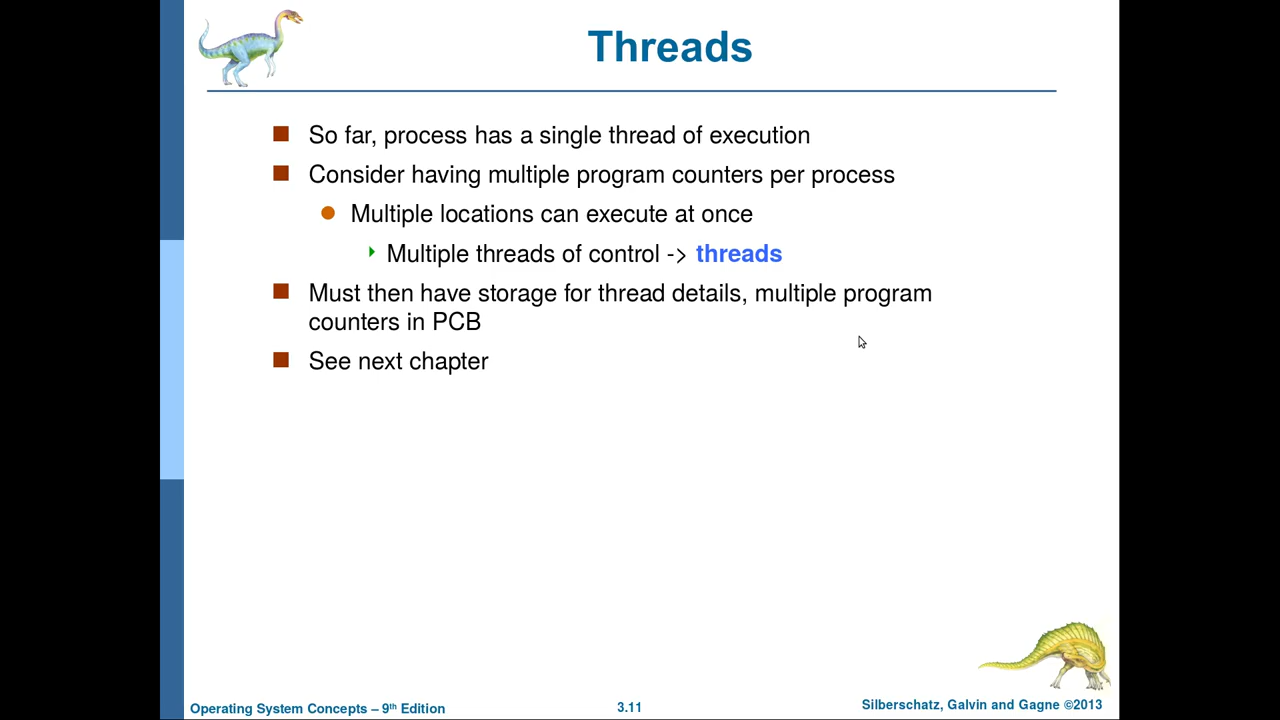 Threads
So far, process has a single thread of execution
Consider having multiple program counters per process
Multiple locations can execute at once
Multiple threads of control -> threads
Must then have storage for thread details, multiple program
counters in PCB
See next chapter
Operating System Concepts – 9th Edition
3.11
Silberschatz, Galvin and Gagne ©2013